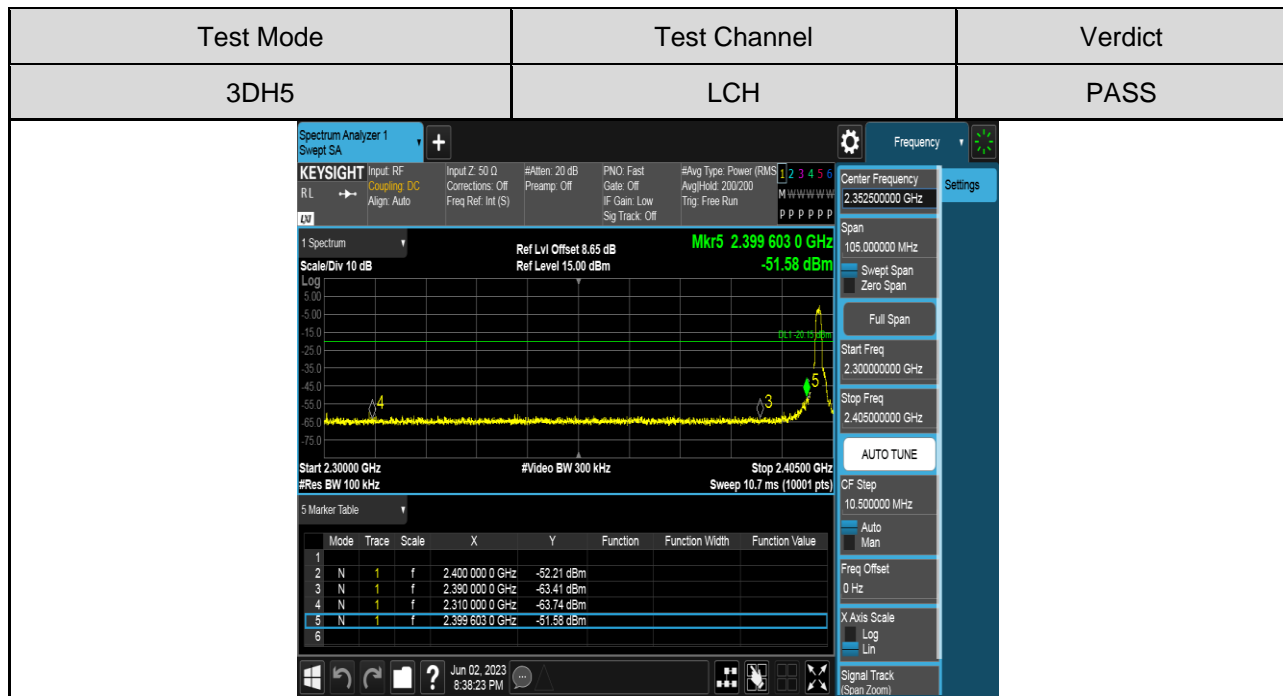 Test Mode Test Channel Verdict
3DH5 LCH PASS
Spectrum Analyzer 1
Swept SA
+
Frequency
KEYSIGHT Input: RF Input Z: 50 Ω #Atten: 20 dB PNO: Fast #Avg Type: Power (RMS 1 2 3 4 5 6
RL Coupling: DC Corrections: Off Preamp: Off Gate: Off Avg|Hold: 200/200 M W W W W W
Align: Auto Freq Ref: Int (S) IF Gain: Low Trig: Free Run
LXI Sig Track: Off P P P P P P
1 Spectrum Ref Lvl Offset 8.65 dB Mkr5 2.399 603 0 GHz
Scale/Div 10 dB Ref Level 15.00 dBm -51.58 dBm
Log
5.00
-5.00
-15.0 DL1 -20.15 dBm
-25.0
-35.0
-45.0 5
-55.0 4 3
-65.0
-75.0
Start 2.30000 GHz #Video BW 300 kHz Stop 2.40500 GHz
#Res BW 100 kHz Sweep 10.7 ms (10001 pts)
5 Marker Table
Mode Trace Scale X Y Function Function Width Function Value
1
2 N 1 f 2.400 000 0 GHz -52.21 dBm
3 N 1 f 2.390 000 0 GHz -63.41 dBm
4 N 1 f 2.310 000 0 GHz -63.74 dBm
5 N 1 f 2.399 603 0 GHz -51.58 dBm
6
? Jun 02, 2023
8:38:23 PM
Center Frequency
2.352500000 GHz
Settings
Span
105.000000 MHz
Swept Span
Zero Span
Full Span
Start Freq
2.300000000 GHz
Stop Freq
2.405000000 GHz
AUTO TUNE
CF Step
10.500000 MHz
Auto
Man
Freq Offset
0 Hz
X Axis Scale
Log
Lin
Signal Track
(Span Zoom)